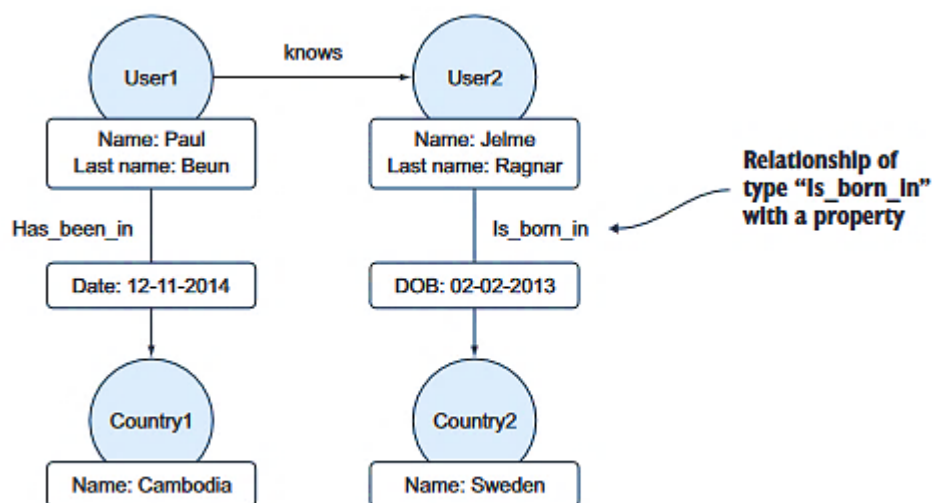 knows
User1
User2
Name: Paul
Last name: Beun
Name: Jelme
Last name: Ragnar
Relationship of
type “Is_born_in”
with a property
Has_been_in
Is_born_in
Date: 12-11-2014
DOB: 02-02-2013
Country1
Country2
Name: Cambodia
Name: Sweden